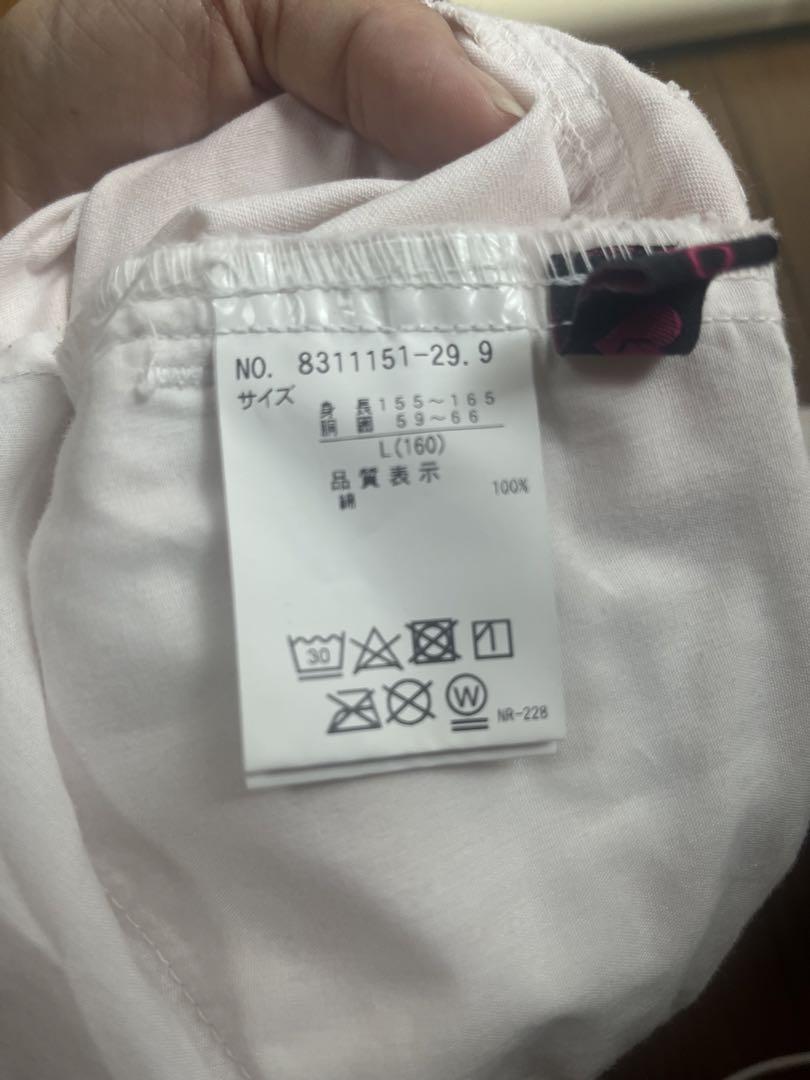 NO. 8311151-29.9
サイズ
身 長 155～165
胴 囲 59～66
L(160)
品質表示
綿 100%
30
W
NR-228